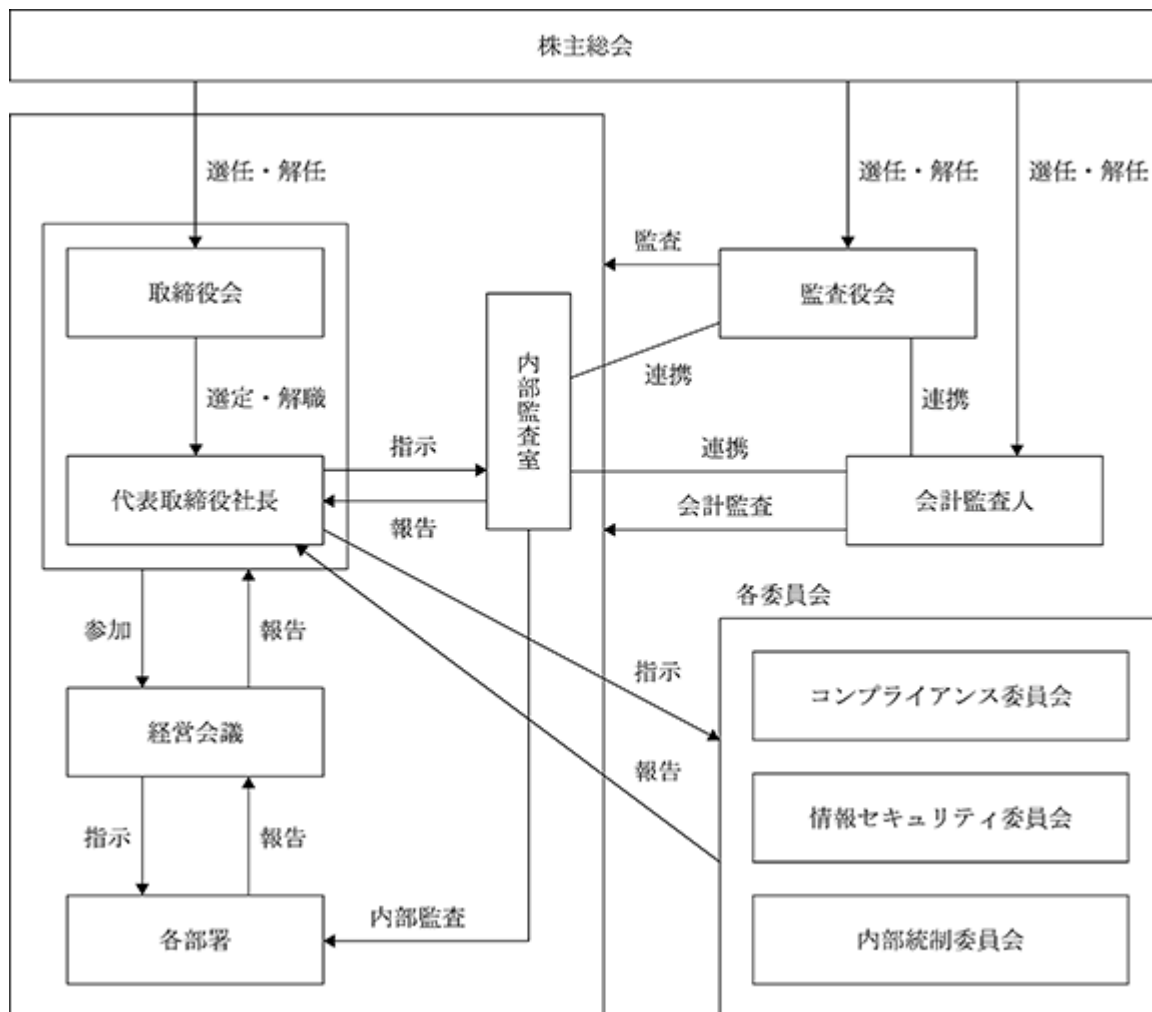 株主総会
選任・解任
選任・解任
選任・解任
取締役会
監査
監査役会
内部監査室
連携
連携
選定・解職
代表取締役社長
指示
報告
連携
会計監査
会計監査人
各委員会
参加
報告
指示
コンプライアンス委員会
経営会議
報告
情報セキュリティ委員会
指示
報告
各部署
内部監査
内部統制委員会